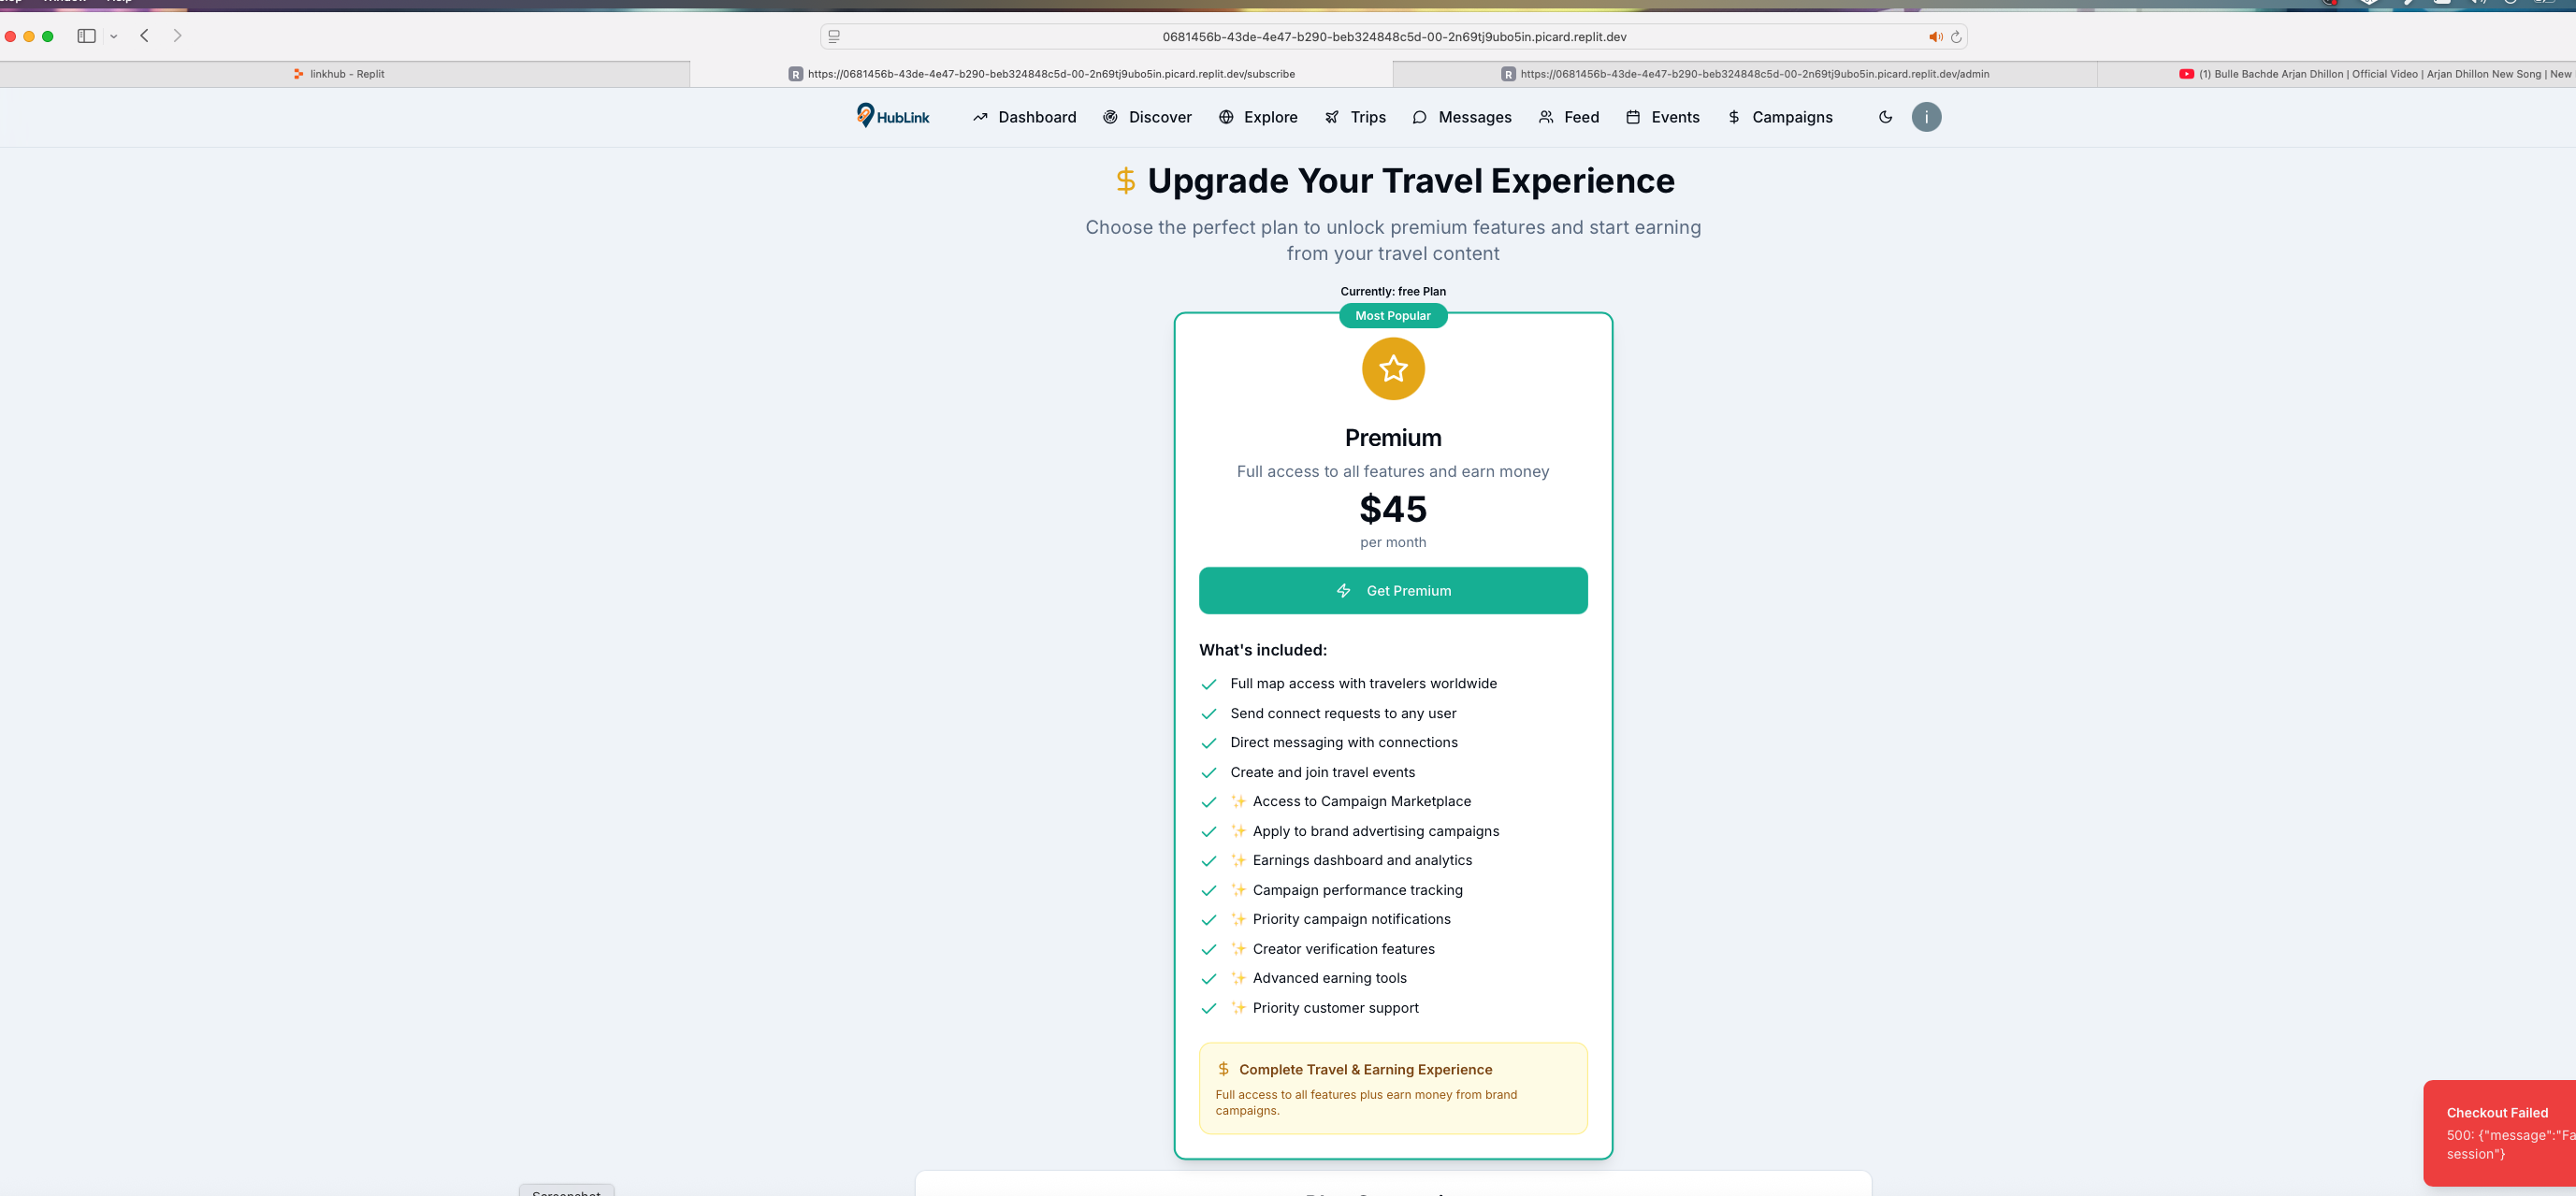 Window
Help
0681456b-43de-4e47-b290-beb324848c5d-00-2n69tj9ubo5in.picard.replit.dev
linkhub - Replit
R https://0681456b-43de-4e47-b290-beb324848c5d-00-2n69tj9ubo5in.picard.replit.dev/subscribe
R https://0681456b-43de-4e47-b290-beb324848c5d-00-2n69tj9ubo5in.picard.replit.dev/admin
(1) Bulle Bachde Arjan Dhillon | Official Video | Arjan Dhillon New Song | New
HubLink
Dashboard
Discover
Explore
Trips
Messages
Feed
Events
Campaigns
i
$ Upgrade Your Travel Experience
Choose the perfect plan to unlock premium features and start earning
from your travel content
Currently: free Plan
Most Popular
Premium
Full access to all features and earn money
$45
per month
Get Premium
What's included:
Full map access with travelers worldwide
Send connect requests to any user
Direct messaging with connections
Create and join travel events
✨ Access to Campaign Marketplace
✨ Apply to brand advertising campaigns
✨ Earnings dashboard and analytics
✨ Campaign performance tracking
✨ Priority campaign notifications
✨ Creator verification features
✨ Advanced earning tools
✨ Priority customer support
$ Complete Travel & Earning Experience
Full access to all features plus earn money from brand
campaigns.
Checkout Failed
500: {"message":"Fa
session"}
Screenshot